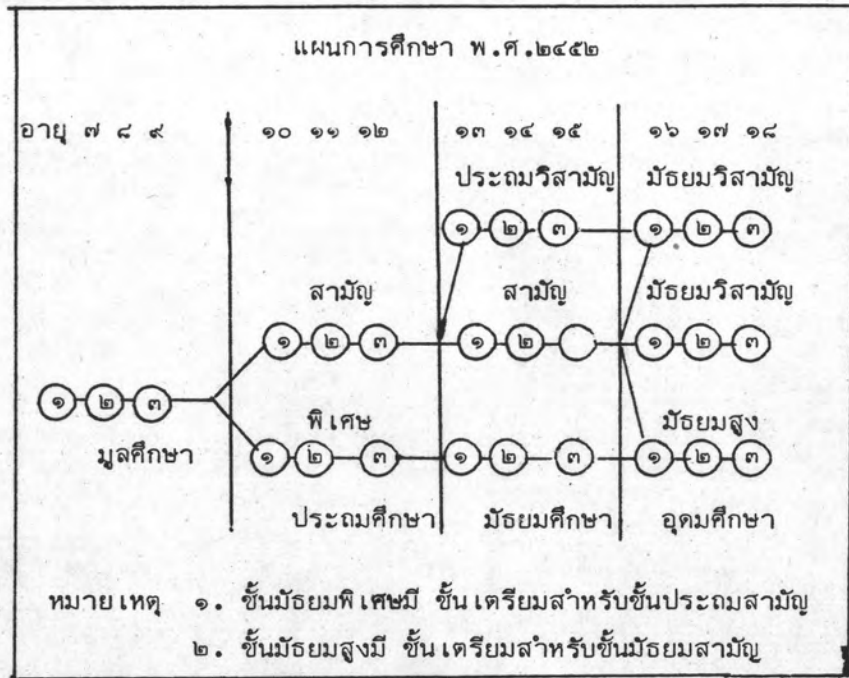 แผนการศึกษา พ.ศ.๒๔๕๒
อายุ ๗ ๘ ๙ ๑๐ ๑๑ ๑๒ ๑๓ ๑๔ ๑๕ ๑๖ ๑๗ ๑๘
ประถมวิสามัญ มัธยมวิสามัญ
๑ ๒ ๓ ๑ ๒ ๓
สามัญ สามัญ มัธยมวิสามัญ
๑ ๒ ๓ ๑ ๒ ๑ ๒ ๓
๑ ๒ ๓
พิเศษ มัธยมสูง
มูลศึกษา ๑ ๒ ๓ ๑ ๒ ๓ ๑ ๒ ๓
ประถมศึกษา มัธยมศึกษา อุดมศึกษา
หมายเหตุ ๑. ชั้นมัธยมพิเศษมี ชั้นเตรียมสำหรับชั้นประถมสามัญ
๒. ชั้นมัธยมสูงมี ชั้นเตรียมสำหรับชั้นมัธยมสามัญ